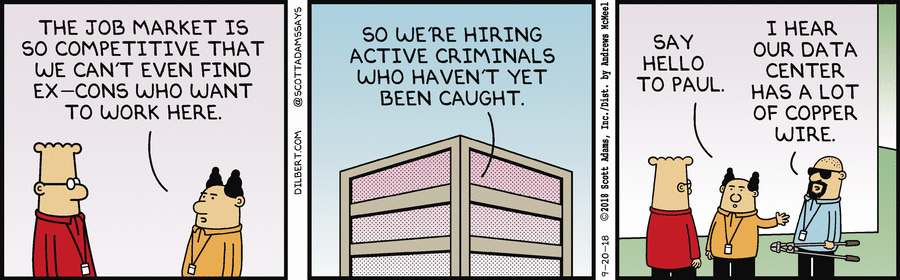 THE JOB MARKET IS
SO COMPETITIVE THAT
WE CAN'T EVEN FIND
EX-CONS WHO WANT
TO WORK HERE.
DILBERT.COM @SCOTTADAMSSAYS
SO WE'RE HIRING
ACTIVE CRIMINALS
WHO HAVEN'T YET
BEEN CAUGHT.
9-20-18 ©2018 Scott Adams, Inc./Dist. by Andrews McMeel
SAY
HELLO
TO PAUL.
I HEAR
OUR DATA
CENTER
HAS A LOT
OF COPPER
WIRE.